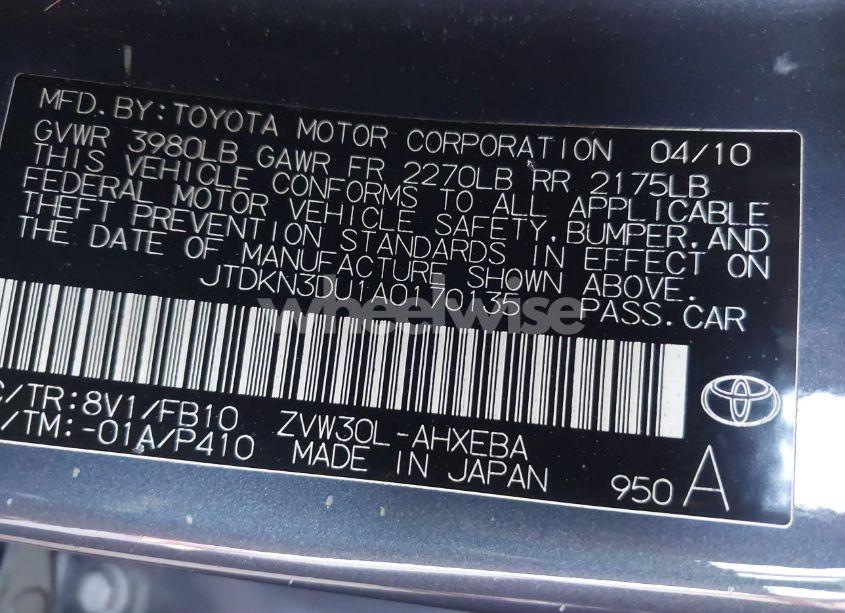 MFD. BY: TOYOTA MOTOR CORPORATION 04/10
GVWR 3980LB GAWR FR 2270LB RR 2175LB
THIS VEHICLE CONFORMS TO ALL APPLICABLE
FEDERAL MOTOR VEHICLE SAFETY, BUMPER, AND
THEFT PREVENTION STANDARDS IN EFFECT ON
THE DATE OF MANUFACTURE SHOWN ABOVE.
JTDKN3DU1A0170135 PASS. CAR
wheelwise
C/TR: 8V1/FB10 ZVW30L-AHXEBA
/TM: -01A/P410 MADE IN JAPAN 950 A